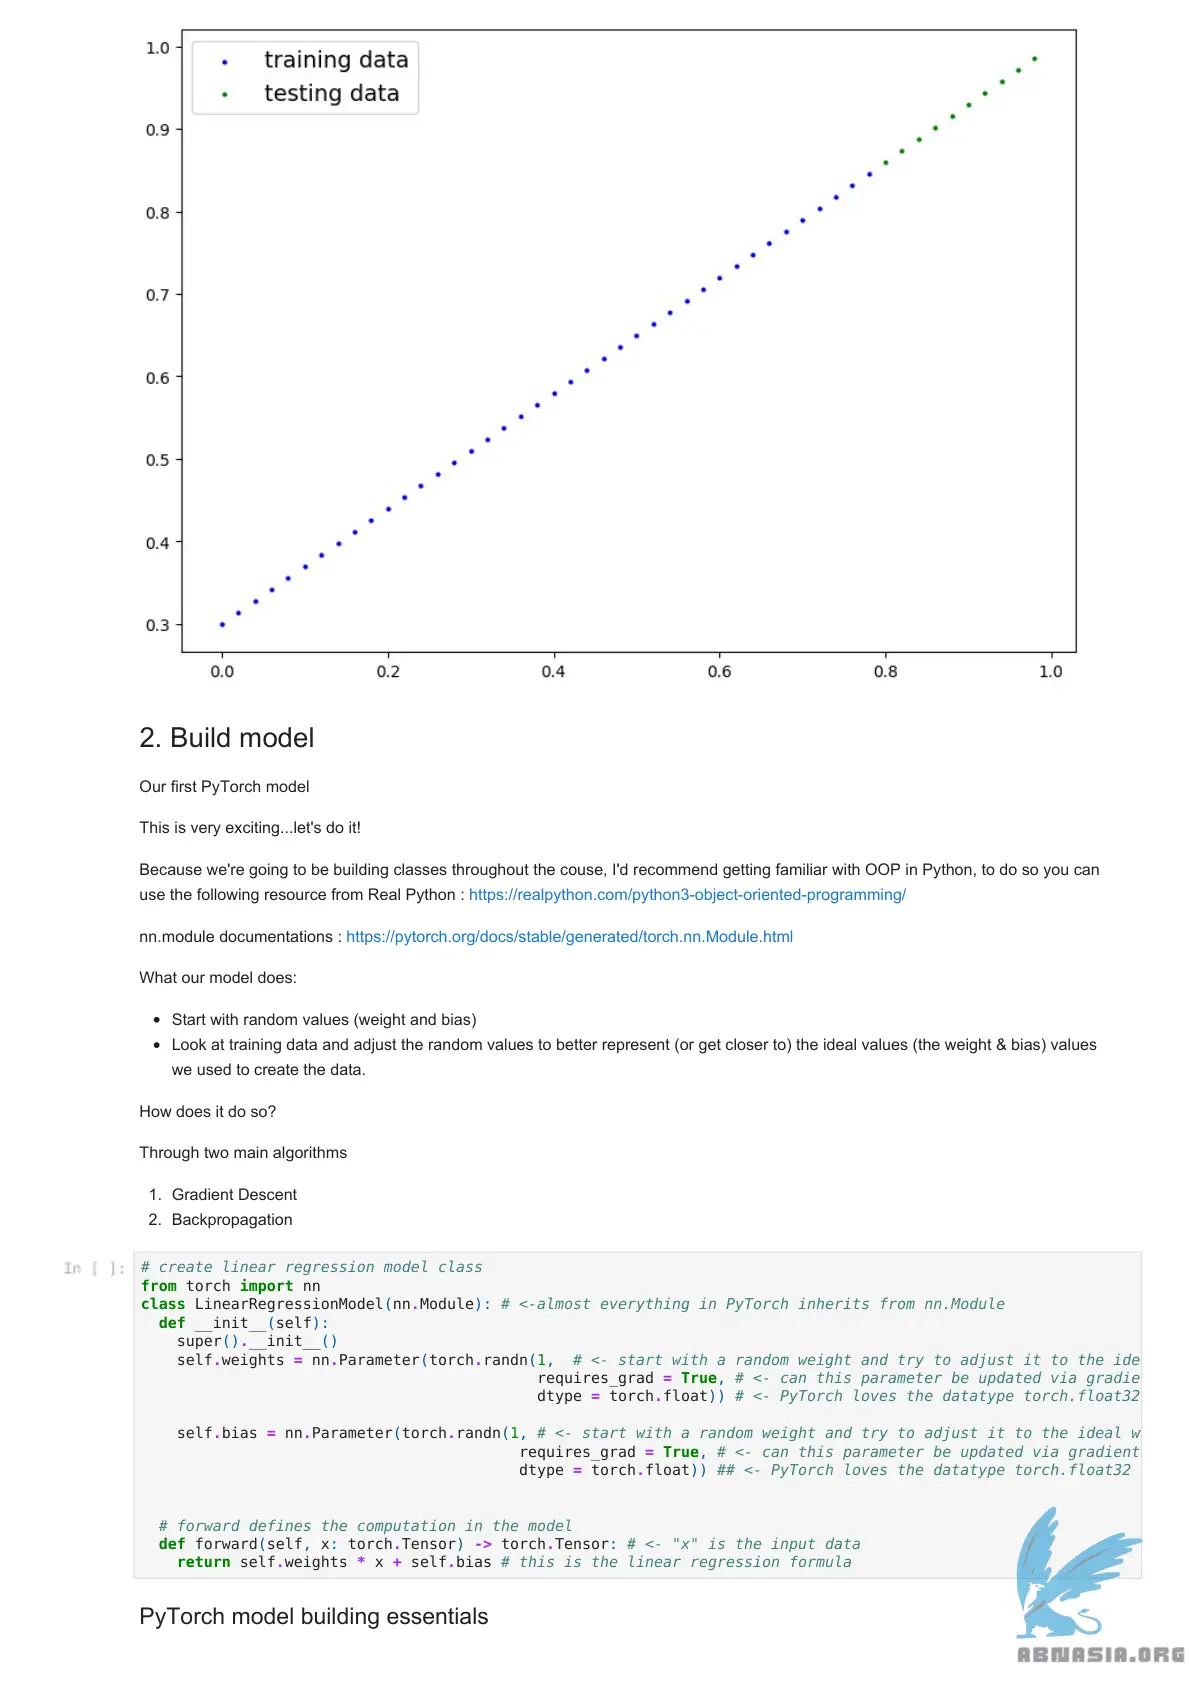 training data
testing data
1.0
0.9
0.8
0.7
0.6
0.5
0.4
0.3
0.0 0.2 0.4 0.6 0.8 1.0
2. Build model
Our first PyTorch model
This is very exciting...let's do it!
Because we're going to be building classes throughout the couse, I'd recommend getting familiar with OOP in Python, to do so you can
use the following resource from Real Python : https://realpython.com/python3-object-oriented-programming/
nn.module documentations : https://pytorch.org/docs/stable/generated/torch.nn.Module.html
What our model does:
• Start with random values (weight and bias)
• Look at training data and adjust the random values to better represent (or get closer to) the ideal values (the weight & bias) values
we used to create the data.
How does it do so?
Through two main algorithms
1. Gradient Descent
2. Backpropagation
In [ ]:
# create linear regression model class
from torch import nn
class LinearRegressionModel(nn.Module): # <-almost everything in PyTorch inherits from nn.Module
def __init__(self):
super().__init__()
self.weights = nn.Parameter(torch.randn(1, # <- start with a random weight and try to adjust it to the ide
requires_grad = True, # <- can this parameter be updated via gradie
dtype = torch.float)) # <- PyTorch loves the datatype torch.float32
self.bias = nn.Parameter(torch.randn(1, # <- start with a random weight and try to adjust it to the ideal w
requires_grad = True, # <- can this parameter be updated via gradient
dtype = torch.float)) ## <- PyTorch loves the datatype torch.float32
# forward defines the computation in the model
def forward(self, x: torch.Tensor) -> torch.Tensor: # <- "x" is the input data
return self.weights * x + self.bias # this is the linear regression formula
PyTorch model building essentials
ABNASIA.ORG